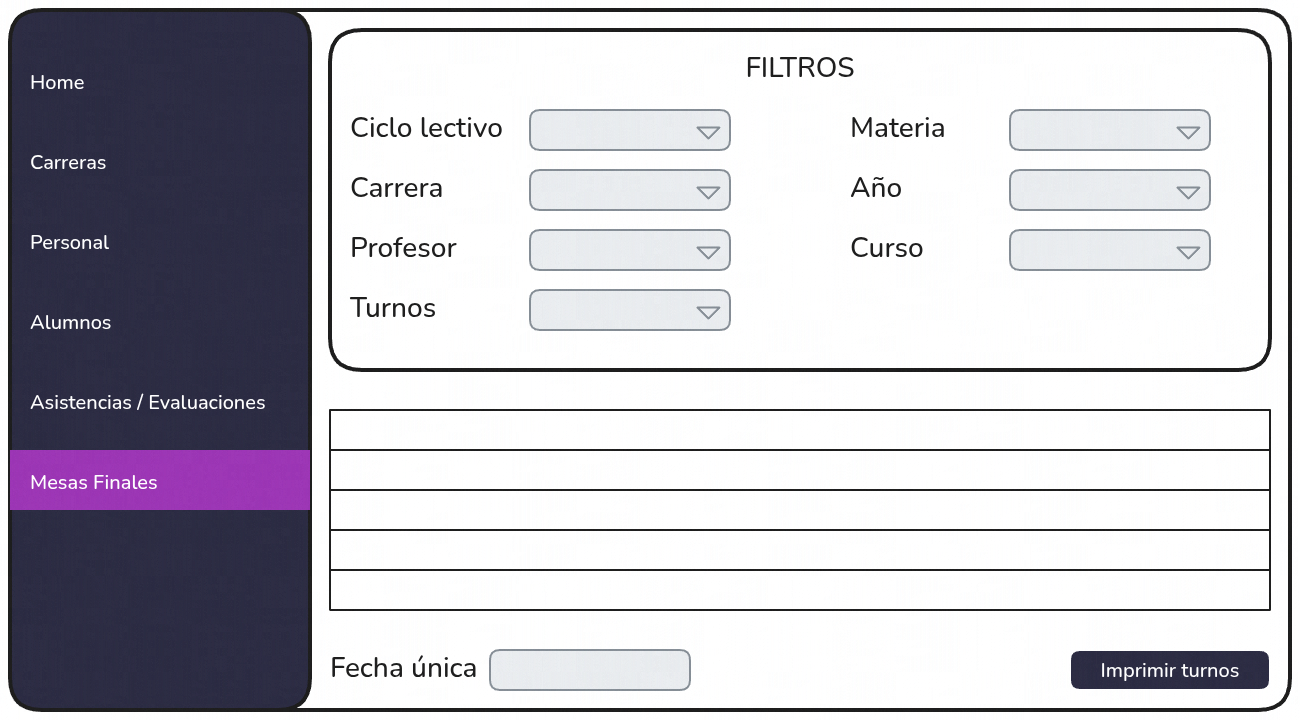 Home
Carreras
Personal
Alumnos
Asistencias / Evaluaciones
Mesas Finales
FILTROS
Ciclo lectivo
Materia
Carrera
Año
Profesor
Curso
Turnos
Fecha única
Imprimir turnos